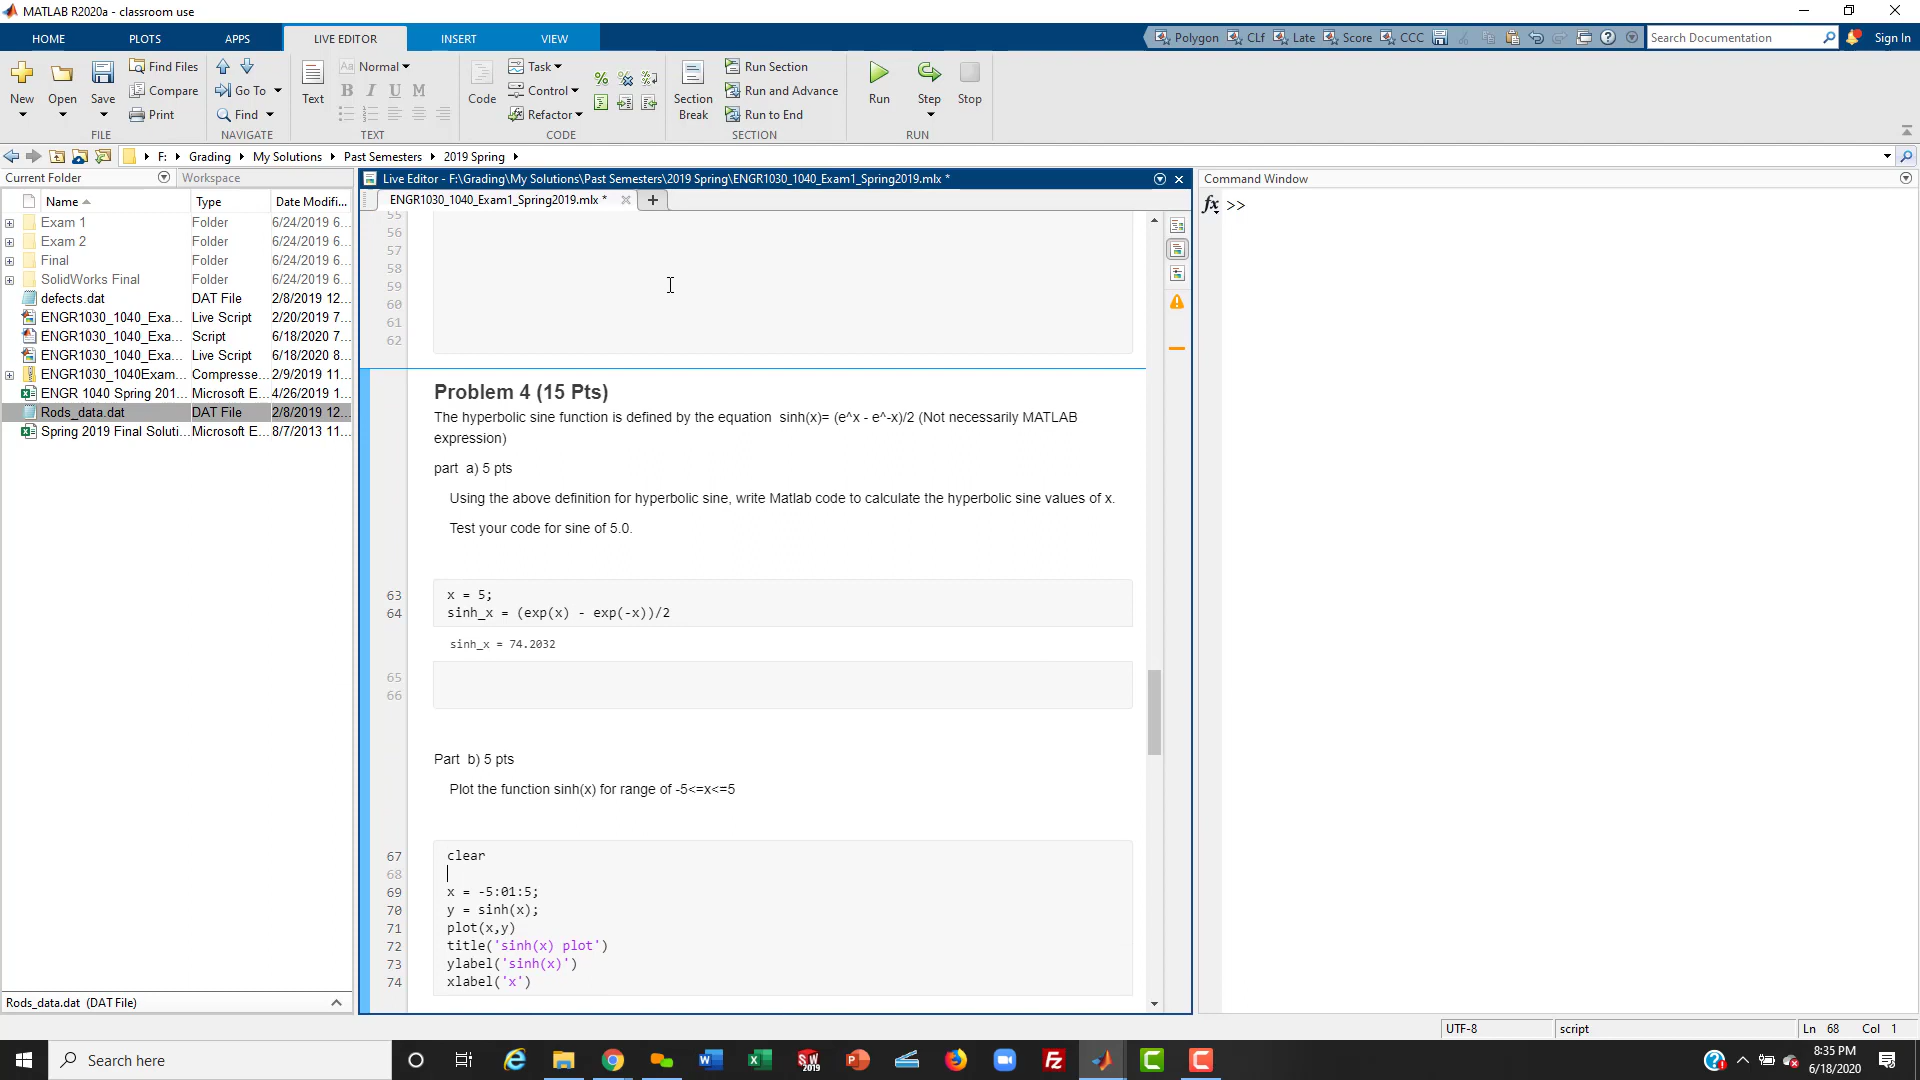 MATLAB R2020a - classroom use
HOME PLOTS APPS LIVE EDITOR INSERT VIEW
Polygon CLf Late Score CCC
Search Documentation
Sign In
New Open Save
Find Files
Compare
Print
FILE
Go To
Find
NAVIGATE
Text
Normal
B I U M
TEXT
Code
Task
Control
Refactor
CODE
Section
Break
Run Section
Run and Advance
Run to End
SECTION
Run Step Stop
RUN
F: Grading My Solutions Past Semesters 2019 Spring
Current Folder Workspace
Name Type Date Modifi...
Exam 1 Folder 6/24/2019 6...
Exam 2 Folder 6/24/2019 6...
Final Folder 6/24/2019 6...
SolidWorks Final Folder 6/24/2019 6...
defects.dat DAT File 2/8/2019 12...
ENGR1030_1040_Exa... Live Script 2/20/2019 7...
ENGR1030_1040_Exa... Script 6/18/2020 7...
ENGR1030_1040_Exa... Live Script 6/18/2020 8...
ENGR1030_1040Exam... Compresse... 2/9/2019 11...
ENGR 1040 Spring 201... Microsoft E... 4/26/2019 1...
Rods_data.dat DAT File 2/8/2019 12...
Spring 2019 Final Soluti... Microsoft E... 8/7/2013 11...
Rods_data.dat (DAT File)
Live Editor - F:\Grading\My Solutions\Past Semesters\2019 Spring\ENGR1030_1040_Exam1_Spring2019.mlx *
ENGR1030_1040_Exam1_Spring2019.mlx *
55
56
57
58
59
60
61
62
Problem 4 (15 Pts)
The hyperbolic sine function is defined by the equation sinh(x)= (e^x - e^-x)/2 (Not necessarily MATLAB
expression)
part a) 5 pts
Using the above definition for hyperbolic sine, write Matlab code to calculate the hyperbolic sine values of x.
Test your code for sine of 5.0.
63 x = 5;
64 sinh_x = (exp(x) - exp(-x))/2
sinh_x = 74.2032
65
66
Part b) 5 pts
Plot the function sinh(x) for range of -5<=x<=5
67 clear
68
69 x = -5:01:5;
70 y = sinh(x);
71 plot(x,y)
72 title('sinh(x) plot')
73 ylabel('sinh(x)')
74 xlabel('x')
Command Window
fx >>
UTF-8 script Ln 68 Col 1
Search here
SW
2019
Fz
8:35 PM
6/18/2020